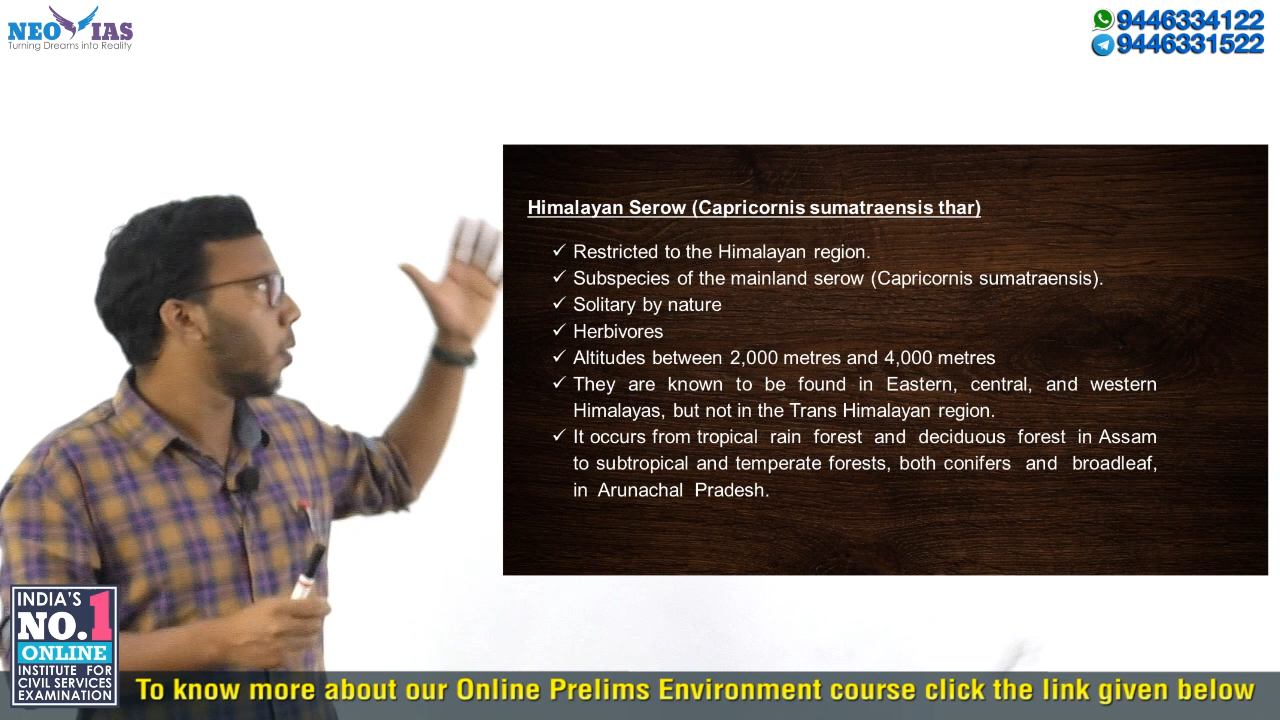 NEO IAS
Turning Dreams into Reality
9446334122
9446331522
Himalayan Serow (Capricornis sumatraensis thar)
✓ Restricted to the Himalayan region.
✓ Subspecies of the mainland serow (Capricornis sumatraensis).
✓ Solitary by nature
✓ Herbivores
✓ Altitudes between 2,000 metres and 4,000 metres
✓ They are known to be found in Eastern, central, and western
Himalayas, but not in the Trans Himalayan region.
✓ It occurs from tropical rain forest and deciduous forest in Assam
to subtropical and temperate forests, both conifers and broadleaf,
in Arunachal Pradesh.
INDIA'S
NO.1
ONLINE
INSTITUTE FOR
CIVIL SERVICES
EXAMINATION
To know more about our Online Prelims Environment course click the link given below